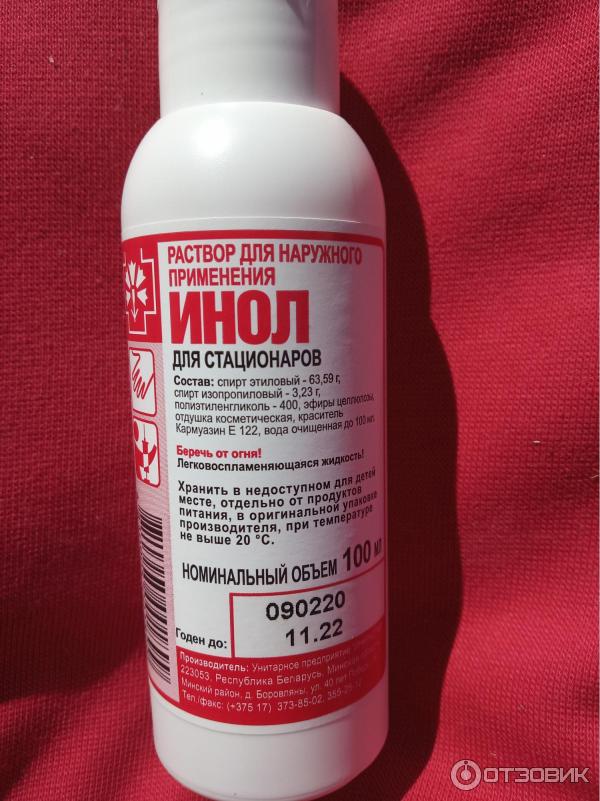 РАСТВОР ДЛЯ НАРУЖНОГО
ПРИМЕНЕНИЯ
ИНОЛ
ДЛЯ СТАЦИОНАРОВ
Состав: спирт этиловый - 63,59 г,
спирт изопропиловый - 3,23 г,
полиэтиленгликоль - 400, эфиры целлюлозы,
отдушка косметическая, краситель
Кармуазин Е 122, вода очищенная до 100 мл.
Беречь от огня!
Легковоспламеняющаяся жидкость!
Хранить в недоступном для детей
месте, отдельно от продуктов
питания, в оригинальной упаковке
производителя, при температуре
не выше 20 °С.
НОМИНАЛЬНЫЙ ОБЪЕМ 100 мл
090220
Годен до: 11.22
Производитель: Унитарное предприятие
223053, Республика Беларусь, Минская
Минский район, д. Боровляны, ул. 40 лет
Тел./факс: (+375 17) 373-85-02, 355-
ОТЗОВИК